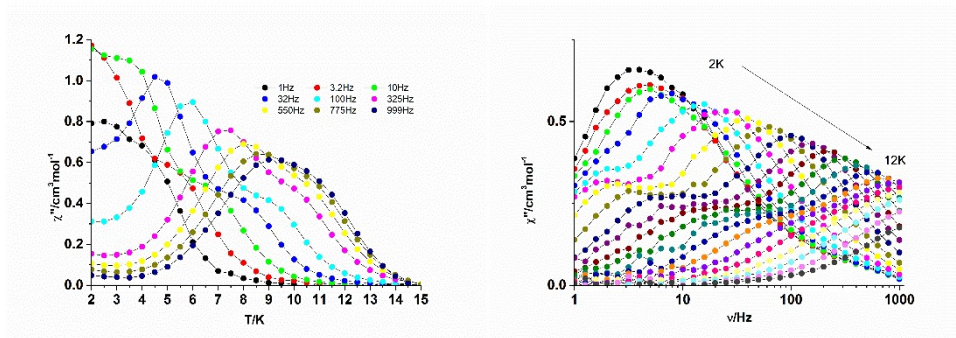 χ''/cm³mol⁻¹
1.2
1.0
0.8
0.6
0.4
0.2
0.0
1Hz 3.2Hz 10Hz
32Hz 100Hz 325Hz
550Hz 775Hz 999Hz
2 3 4 5 6 7 8 9 10 11 12 13 14 15
T/K
χ''/cm³mol⁻¹
0.5
0.0
2K
12K
1 10 100 1000
ν/Hz